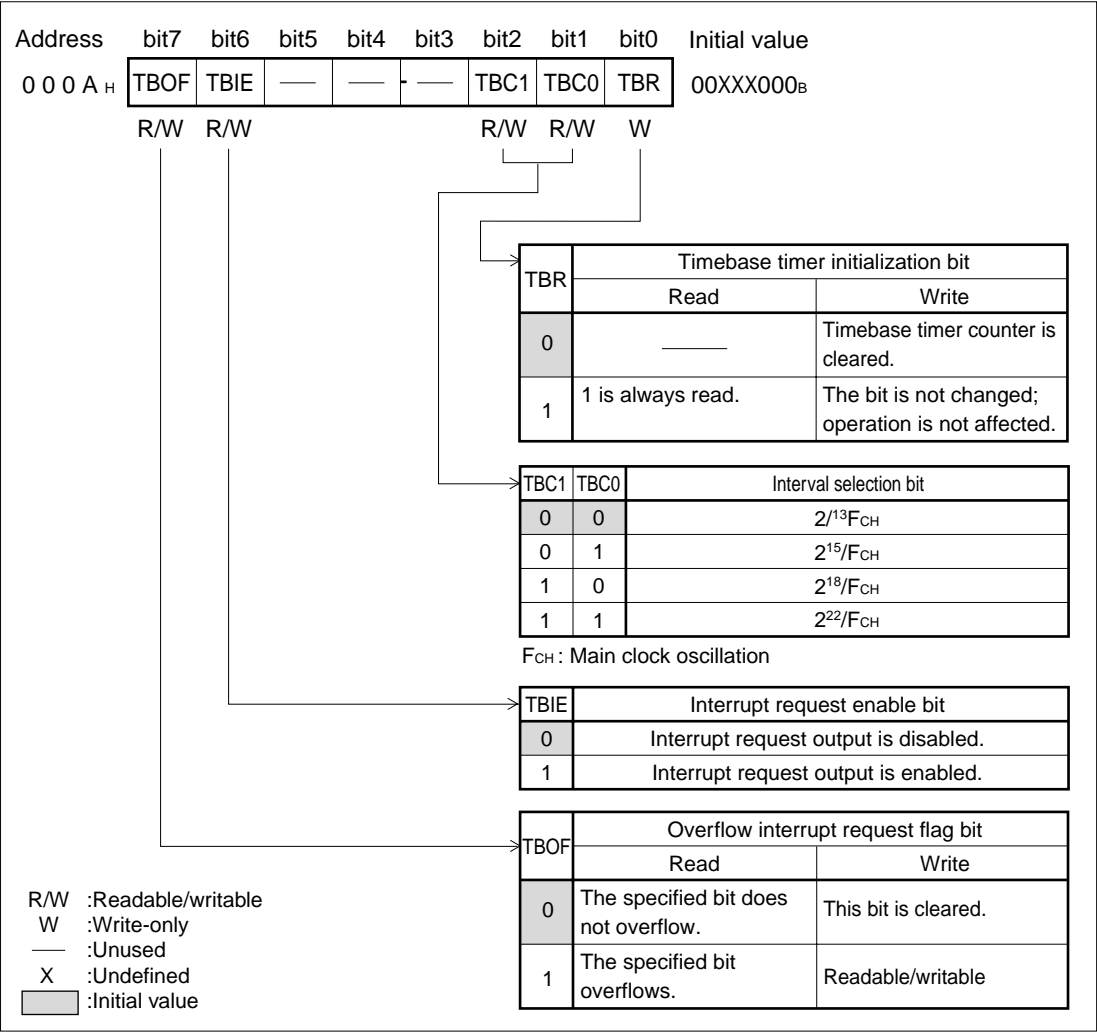 Address bit7 bit6 bit5 bit4 bit3 bit2 bit1 bit0 Initial value
0 0 0 A H TBOF TBIE — — - — TBC1 TBC0 TBR 00XXX000B
R/W R/W R/W R/W W
TBR Timebase timer initialization bit
Read Write
0 — Timebase timer counter is
cleared.
1 1 is always read. The bit is not changed;
operation is not affected.
TBC1 TBC0 Interval selection bit
0 0 2/¹³FCH
0 1 2¹⁵/FCH
1 0 2¹⁸/FCH
1 1 2²²/FCH
FCH : Main clock oscillation
TBIE Interrupt request enable bit
0 Interrupt request output is disabled.
1 Interrupt request output is enabled.
TBOF Overflow interrupt request flag bit
Read Write
0 The specified bit does
not overflow. This bit is cleared.
1 The specified bit
overflows. Readable/writable
R/W :Readable/writable
W :Write-only
— :Unused
X :Undefined
:Initial value